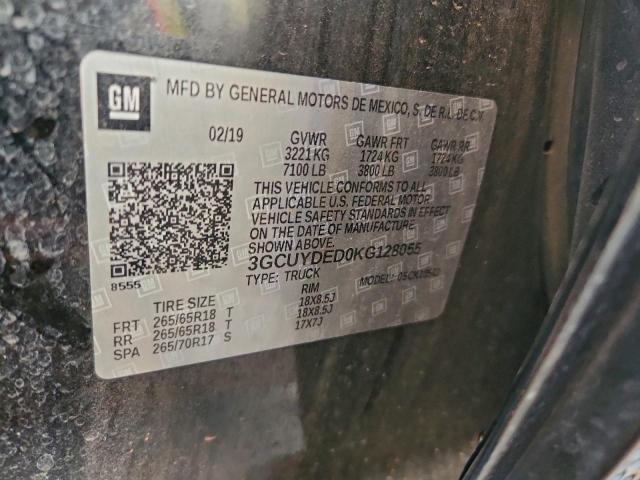 GM
MFD BY GENERAL MOTORS DE MEXICO, S. DE R.L. DE C.V.
02/19 GVWR GAWR FRT GAWR RR
3221 KG 1724 KG 1724 KG
7100 LB 3800 LB 3800 LB
THIS VEHICLE CONFORMS TO ALL
APPLICABLE U.S. FEDERAL MOTOR
VEHICLE SAFETY STANDARDS IN EFFECT
ON THE DATE OF MANUFACTURE
SHOWN ABOVE.
3GCUYDED0KG128055
8555 TYPE: TRUCK MODEL:
TIRE SIZE RIM
FRT 265/65R18 T 18X8.5J
RR 265/65R18 T 18X8.5J
SPA 265/70R17 S 17X7J